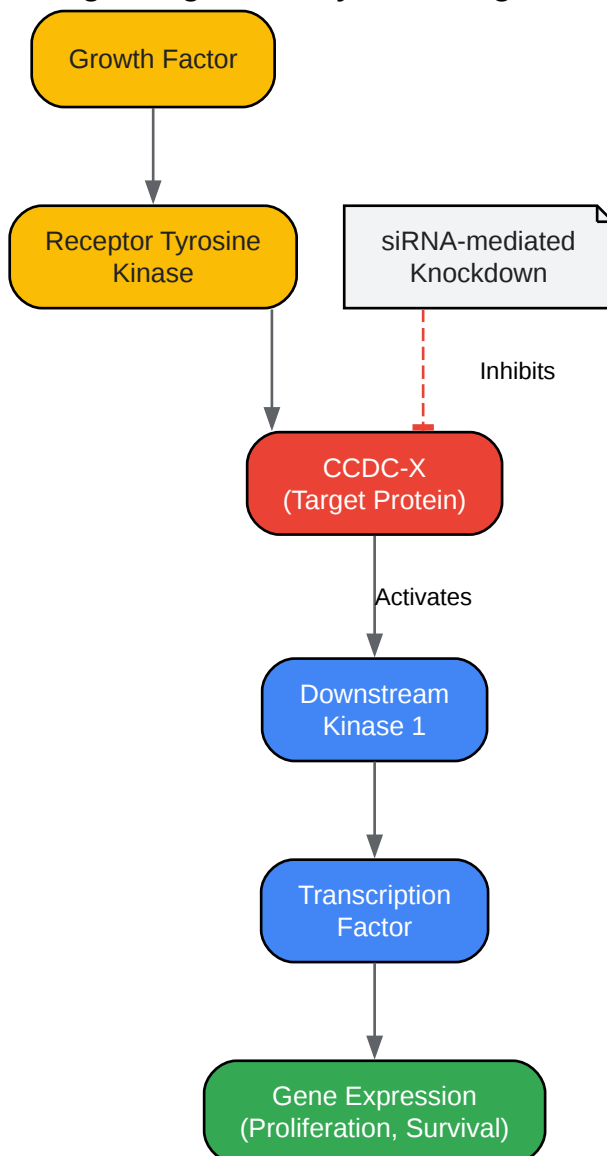 Growth Factor
Receptor Tyrosine
Kinase
siRNA-mediated
Knockdown
Inhibits
CCDC-X
(Target Protein)
Activates
Downstream
Kinase 1
Transcription
Factor
Gene Expression
(Proliferation, Survival)